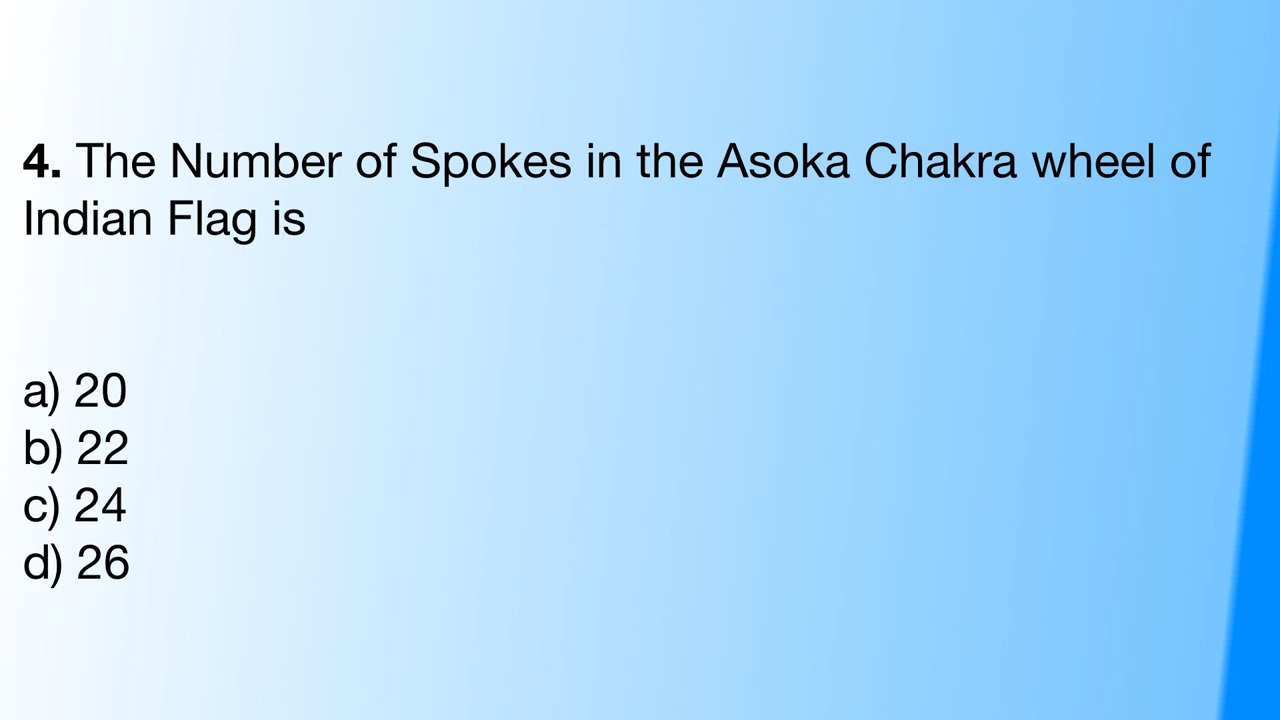 4. The Number of Spokes in the Asoka Chakra wheel of
Indian Flag is
a) 20
b) 22
c) 24
d) 26